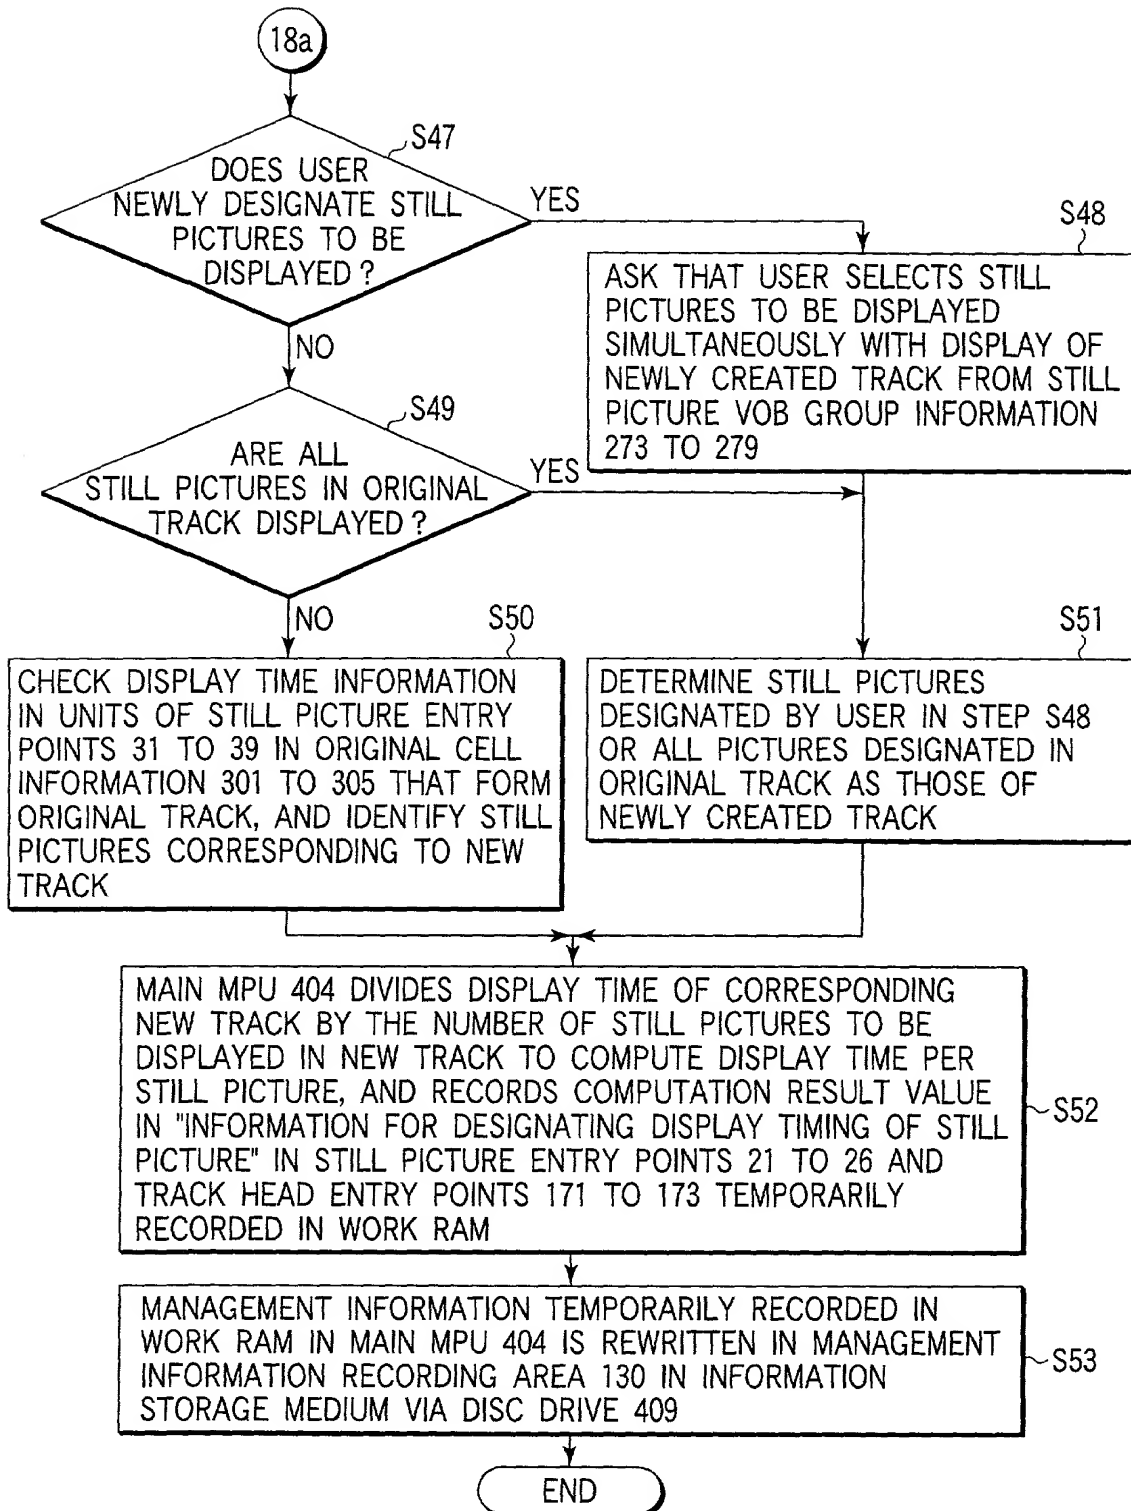 18a
S47
DOES USER
NEWLY DESIGNATE STILL
PICTURES TO BE
DISPLAYED ?
YES
NO
S48
ASK THAT USER SELECTS STILL
PICTURES TO BE DISPLAYED
SIMULTANEOUSLY WITH DISPLAY OF
NEWLY CREATED TRACK FROM STILL
PICTURE VOB GROUP INFORMATION
273 TO 279
S49
ARE ALL
STILL PICTURES IN ORIGINAL
TRACK DISPLAYED ?
YES
NO
S50
CHECK DISPLAY TIME INFORMATION
IN UNITS OF STILL PICTURE ENTRY
POINTS 31 TO 39 IN ORIGINAL CELL
INFORMATION 301 TO 305 THAT FORM
ORIGINAL TRACK, AND IDENTIFY STILL
PICTURES CORRESPONDING TO NEW
TRACK
S51
DETERMINE STILL PICTURES
DESIGNATED BY USER IN STEP S48
OR ALL PICTURES DESIGNATED IN
ORIGINAL TRACK AS THOSE OF
NEWLY CREATED TRACK
MAIN MPU 404 DIVIDES DISPLAY TIME OF CORRESPONDING
NEW TRACK BY THE NUMBER OF STILL PICTURES TO BE
DISPLAYED IN NEW TRACK TO COMPUTE DISPLAY TIME PER
STILL PICTURE, AND RECORDS COMPUTATION RESULT VALUE
IN "INFORMATION FOR DESIGNATING DISPLAY TIMING OF STILL
PICTURE" IN STILL PICTURE ENTRY POINTS 21 TO 26 AND
TRACK HEAD ENTRY POINTS 171 TO 173 TEMPORARILY
RECORDED IN WORK RAM
S52
MANAGEMENT INFORMATION TEMPORARILY RECORDED IN
WORK RAM IN MAIN MPU 404 IS REWRITTEN IN MANAGEMENT
INFORMATION RECORDING AREA 130 IN INFORMATION
STORAGE MEDIUM VIA DISC DRIVE 409
S53
END